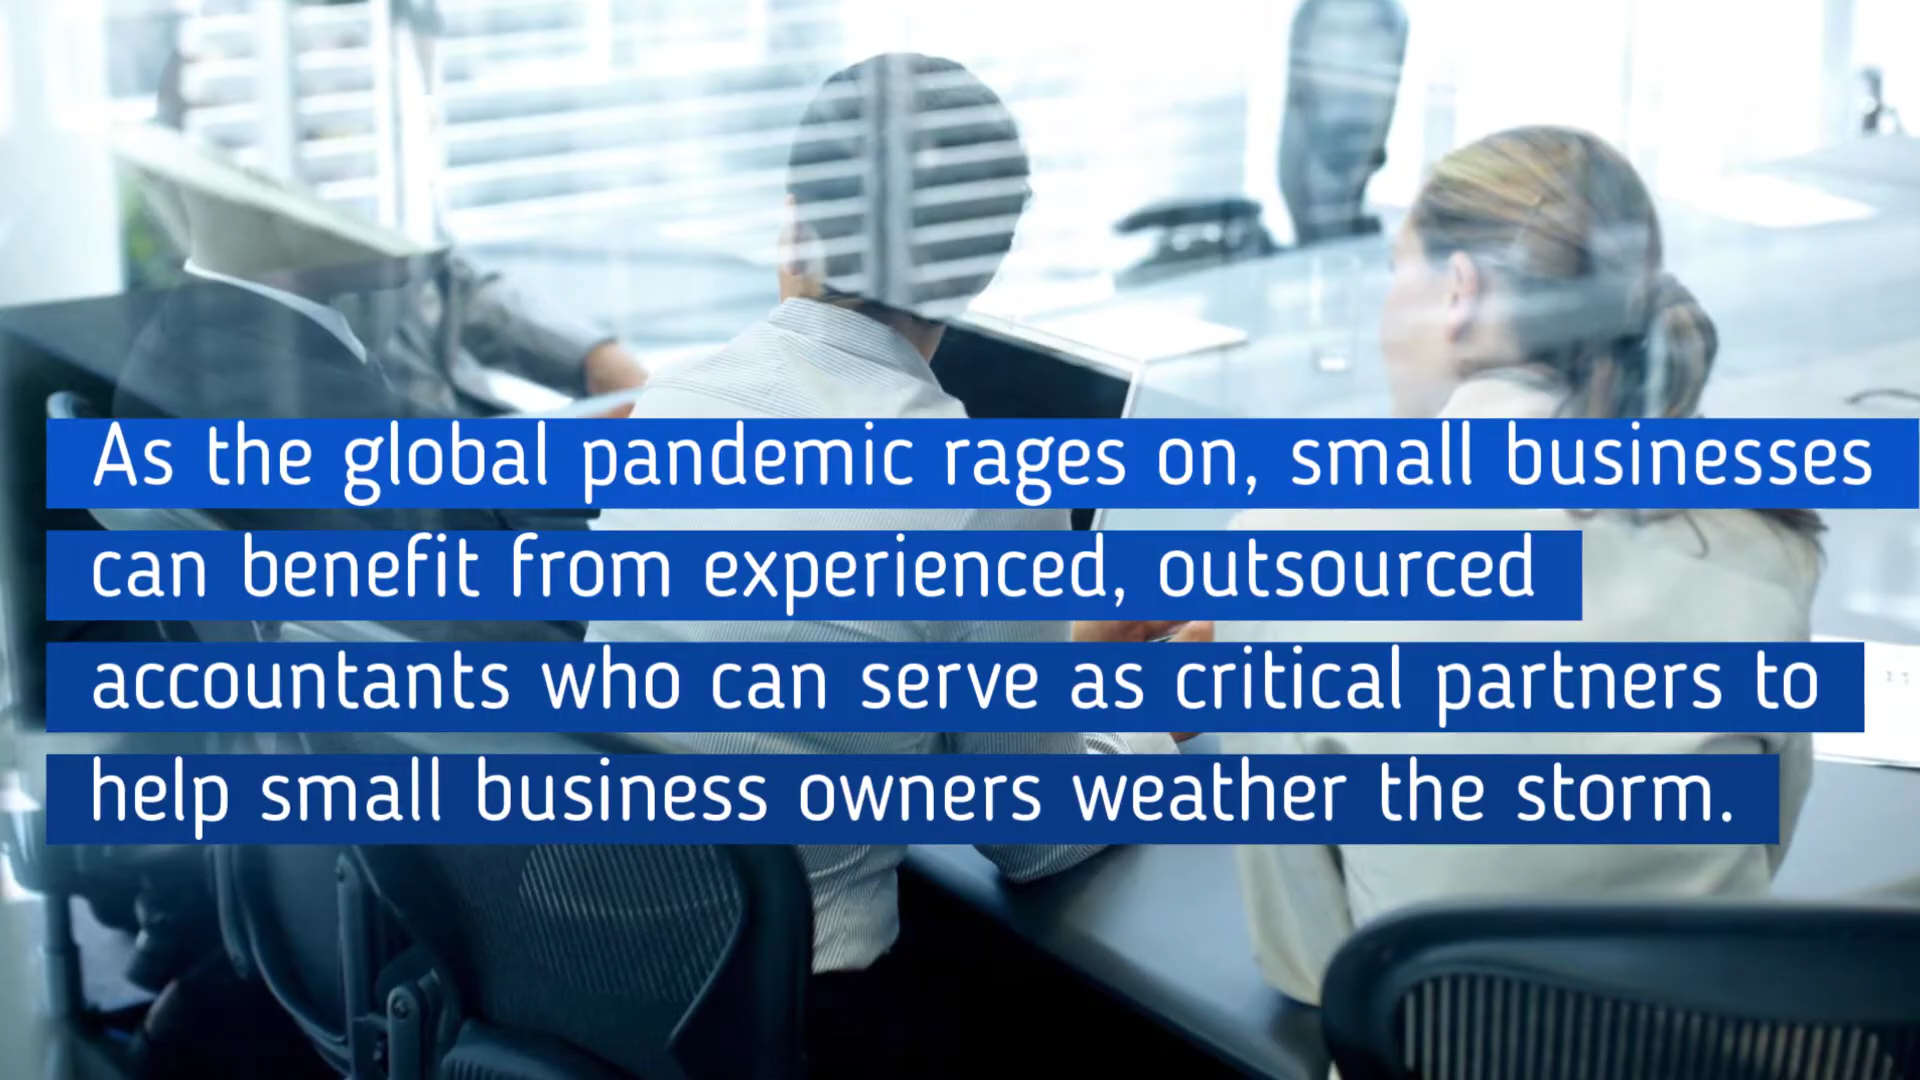 As the global pandemic rages on, small businesses
can benefit from experienced, outsourced
accountants who can serve as critical partners to
help small business owners weather the storm.